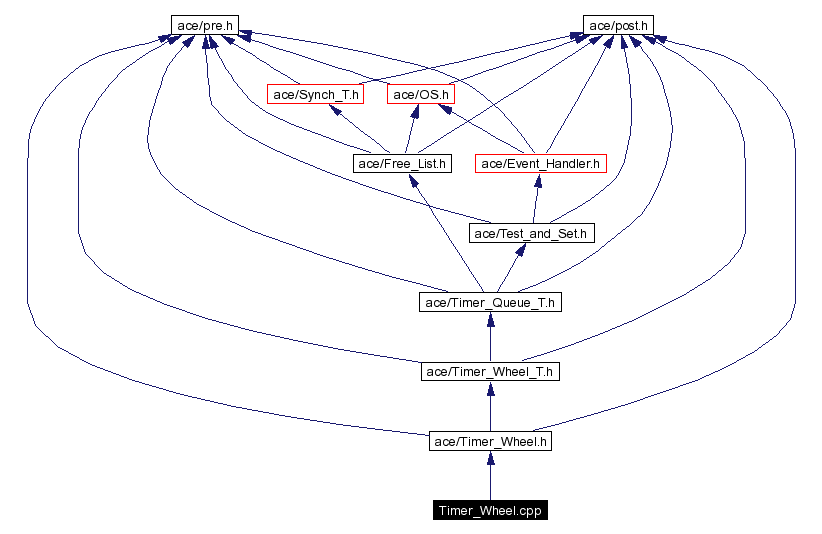 ace/pre.h
ace/post.h
ace/Synch_T.h
ace/OS.h
ace/Free_List.h
ace/Event_Handler.h
ace/Test_and_Set.h
ace/Timer_Queue_T.h
ace/Timer_Wheel_T.h
ace/Timer_Wheel.h
Timer_Wheel.cpp